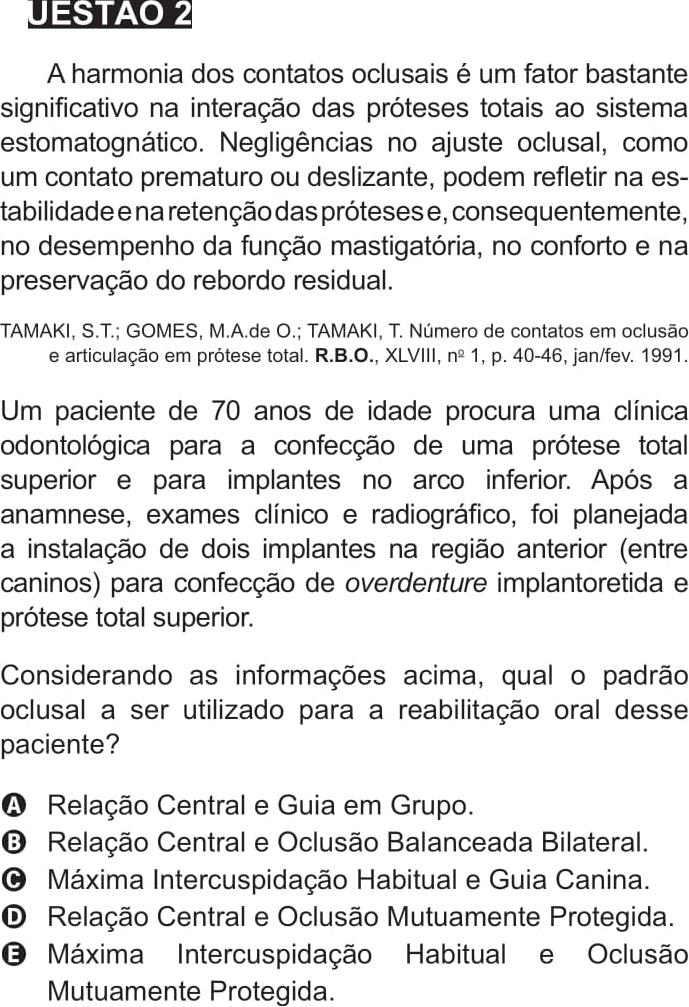 UESTÃO 2
A harmonia dos contatos oclusais é um fator bastante
significativo na interação das próteses totais ao sistema
estomatognático. Negligências no ajuste oclusal, como
um contato prematuro ou deslizante, podem refletir na es-
tabilidade e na retenção das próteses e, consequentemente,
no desempenho da função mastigatória, no conforto e na
preservação do rebordo residual.
TAMAKI, S.T.; GOMES, M.A.de O.; TAMAKI, T. Número de contatos em oclusão
e articulação em prótese total. R.B.O., XLVIII, nº 1, p. 40-46, jan/fev. 1991.
Um paciente de 70 anos de idade procura uma clínica
odontológica para a confecção de uma prótese total
superior e para implantes no arco inferior. Após a
anamnese, exames clínico e radiográfico, foi planejada
a instalação de dois implantes na região anterior (entre
caninos) para confecção de overdenture implantoretida e
prótese total superior.
Considerando as informações acima, qual o padrão
oclusal a ser utilizado para a reabilitação oral desse
paciente?
A Relação Central e Guia em Grupo.
B Relação Central e Oclusão Balanceada Bilateral.
C Máxima Intercuspidação Habitual e Guia Canina.
D Relação Central e Oclusão Mutuamente Protegida.
E Máxima Intercuspidação Habitual e Oclusão
Mutuamente Protegida.